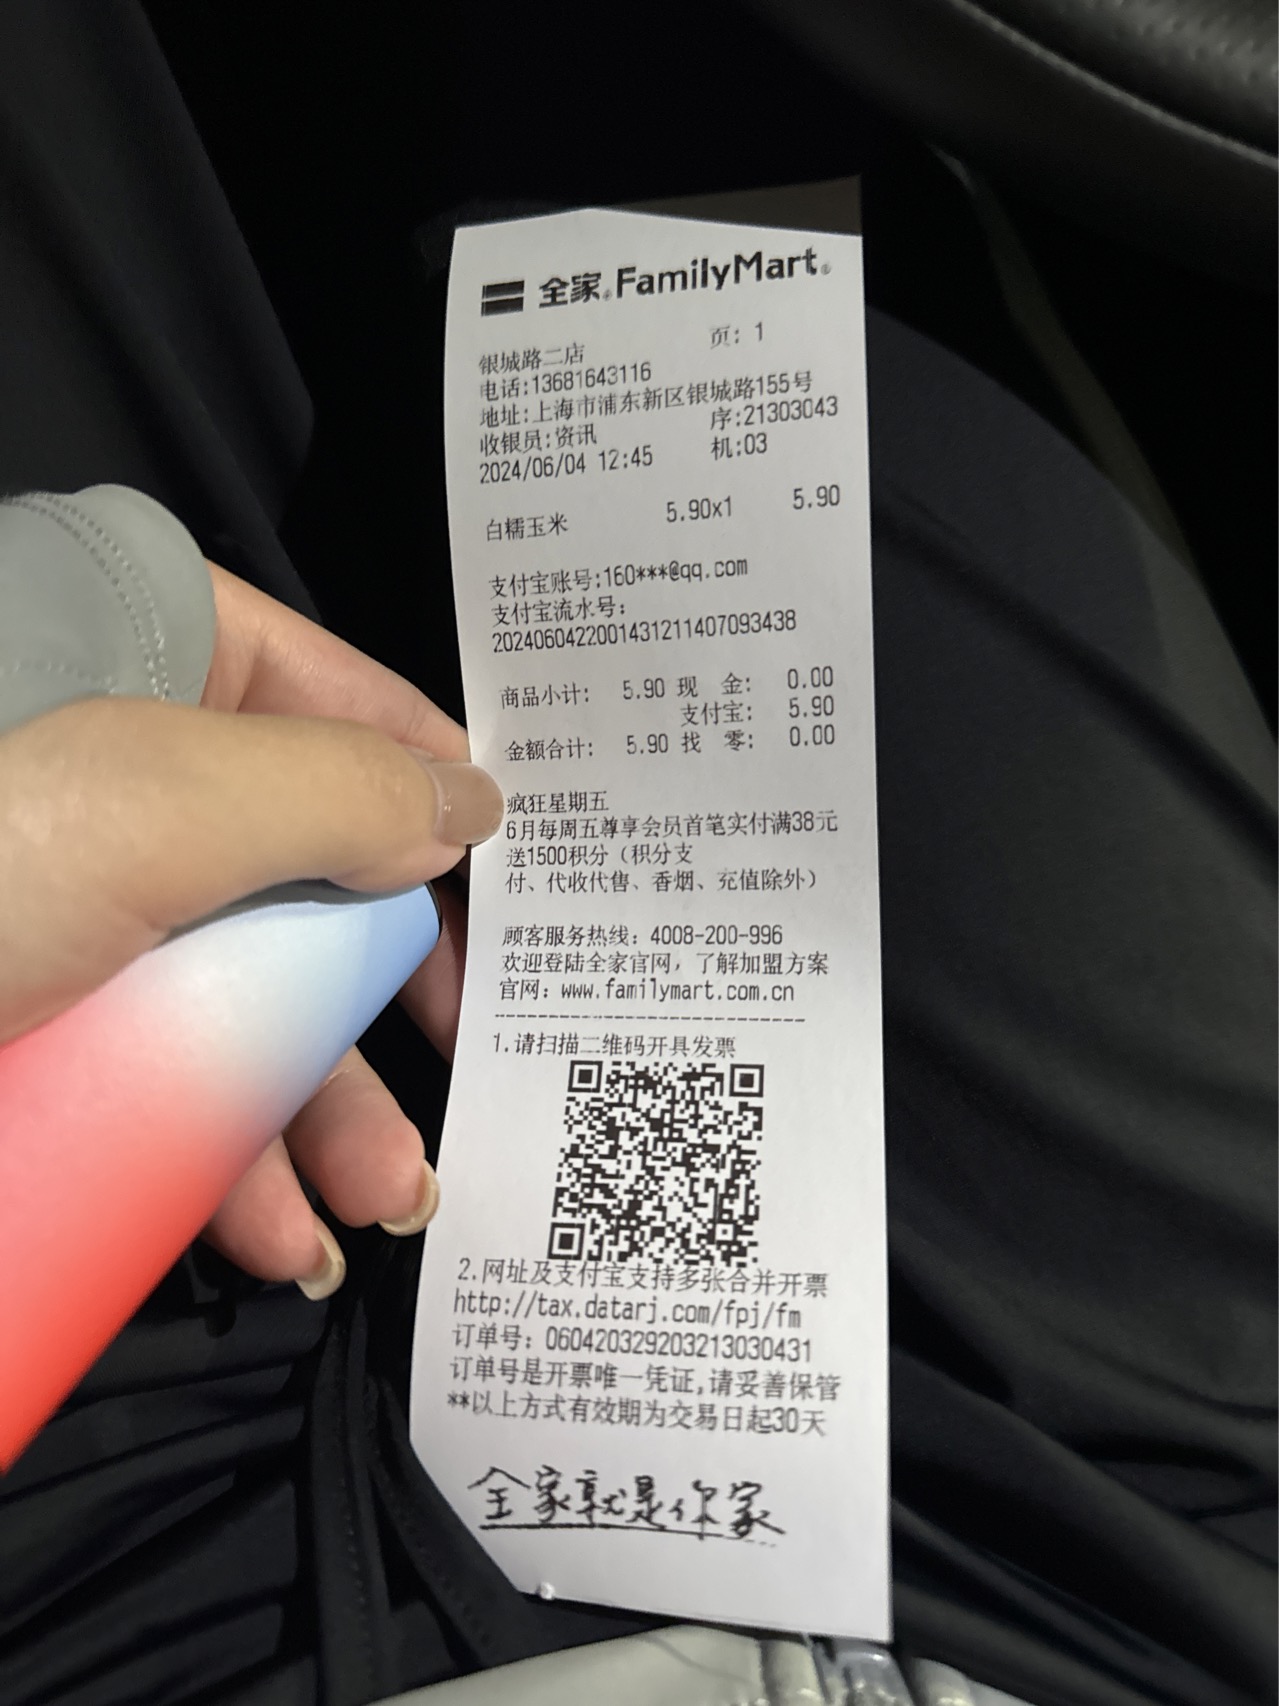 全家 FamilyMart
页: 1
银城路二店
电话:13681643116
地址:上海市浦东新区银城路155号
收银员:资讯 序:21303043
2024/06/04 12:45 机:03
白糯玉米 5.90x1 5.90
支付宝账号:160***@qq.com
支付宝流水号:
2024060422001431211407093438
商品小计: 5.90 现 金: 0.00
支付宝: 5.90
金额合计: 5.90 找 零: 0.00
疯狂星期五
6月每周五尊享会员首笔实付满38元
送1500积分（积分支
付、代收代售、香烟、充值除外）
顾客服务热线: 4008-200-996
欢迎登陆全家官网，了解加盟方案
官网: www.familymart.com.cn
1.请扫描二维码开具发票
2.网址及支付宝支持多张合并开票
http://tax.datarj.com/fpj/fm
订单号: 060420329203213030431
订单号是开票唯一凭证,请妥善保管
**以上方式有效期为交易日起30天
全家就是你家